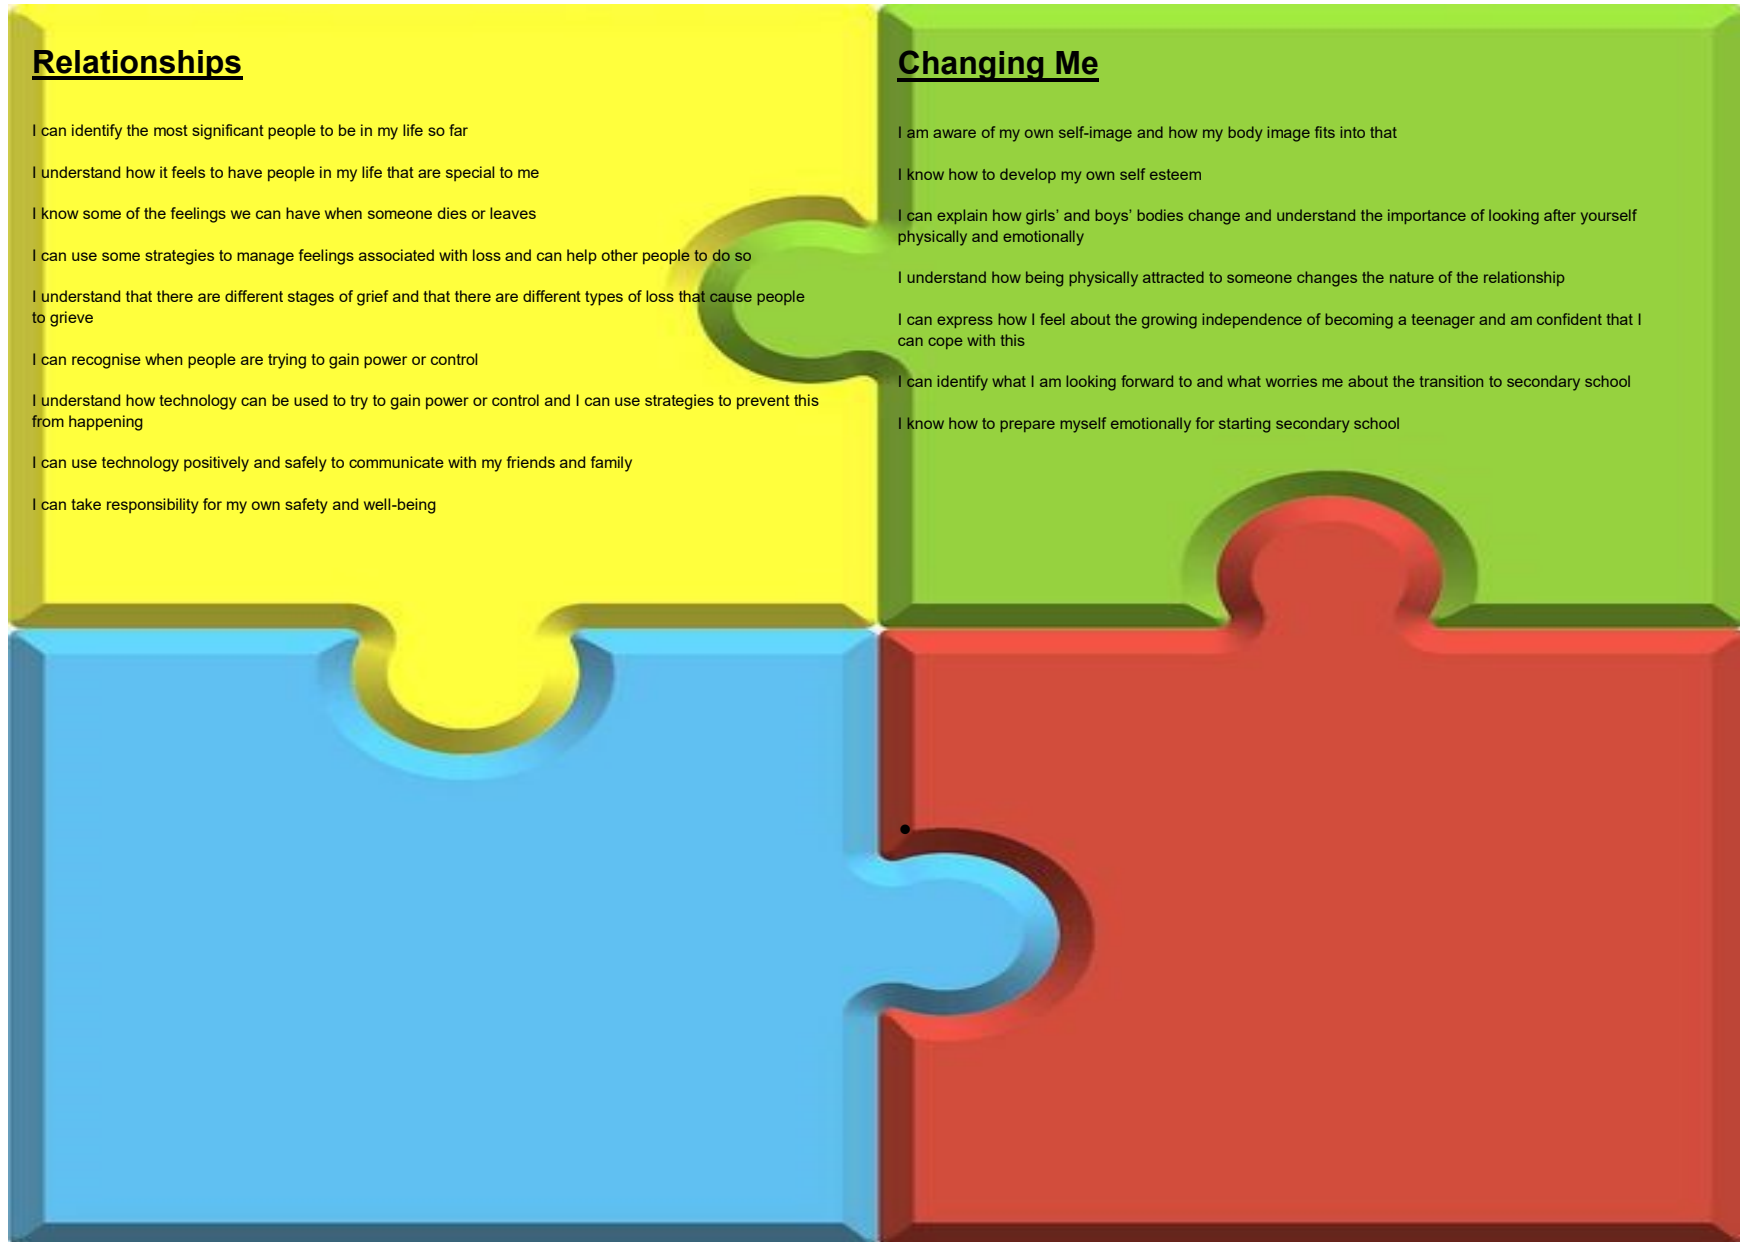 Relationships
I can identify the most significant people to be in my life so far
I understand how it feels to have people in my life that are special to me
I know some of the feelings we can have when someone dies or leaves
I can use some strategies to manage feelings associated with loss and can help other people to do so
I understand that there are different stages of grief and that there are different types of loss that cause people
to grieve
I can recognise when people are trying to gain power or control
I understand how technology can be used to try to gain power or control and I can use strategies to prevent this
from happening
I can use technology positively and safely to communicate with my friends and family
I can take responsibility for my own safety and well-being
Changing Me
I am aware of my own self-image and how my body image fits into that
I know how to develop my own self esteem
I can explain how girls’ and boys’ bodies change and understand the importance of looking after yourself
physically and emotionally
I understand how being physically attracted to someone changes the nature of the relationship
I can express how I feel about the growing independence of becoming a teenager and am confident that I
can cope with this
I can identify what I am looking forward to and what worries me about the transition to secondary school
I know how to prepare myself emotionally for starting secondary school
•